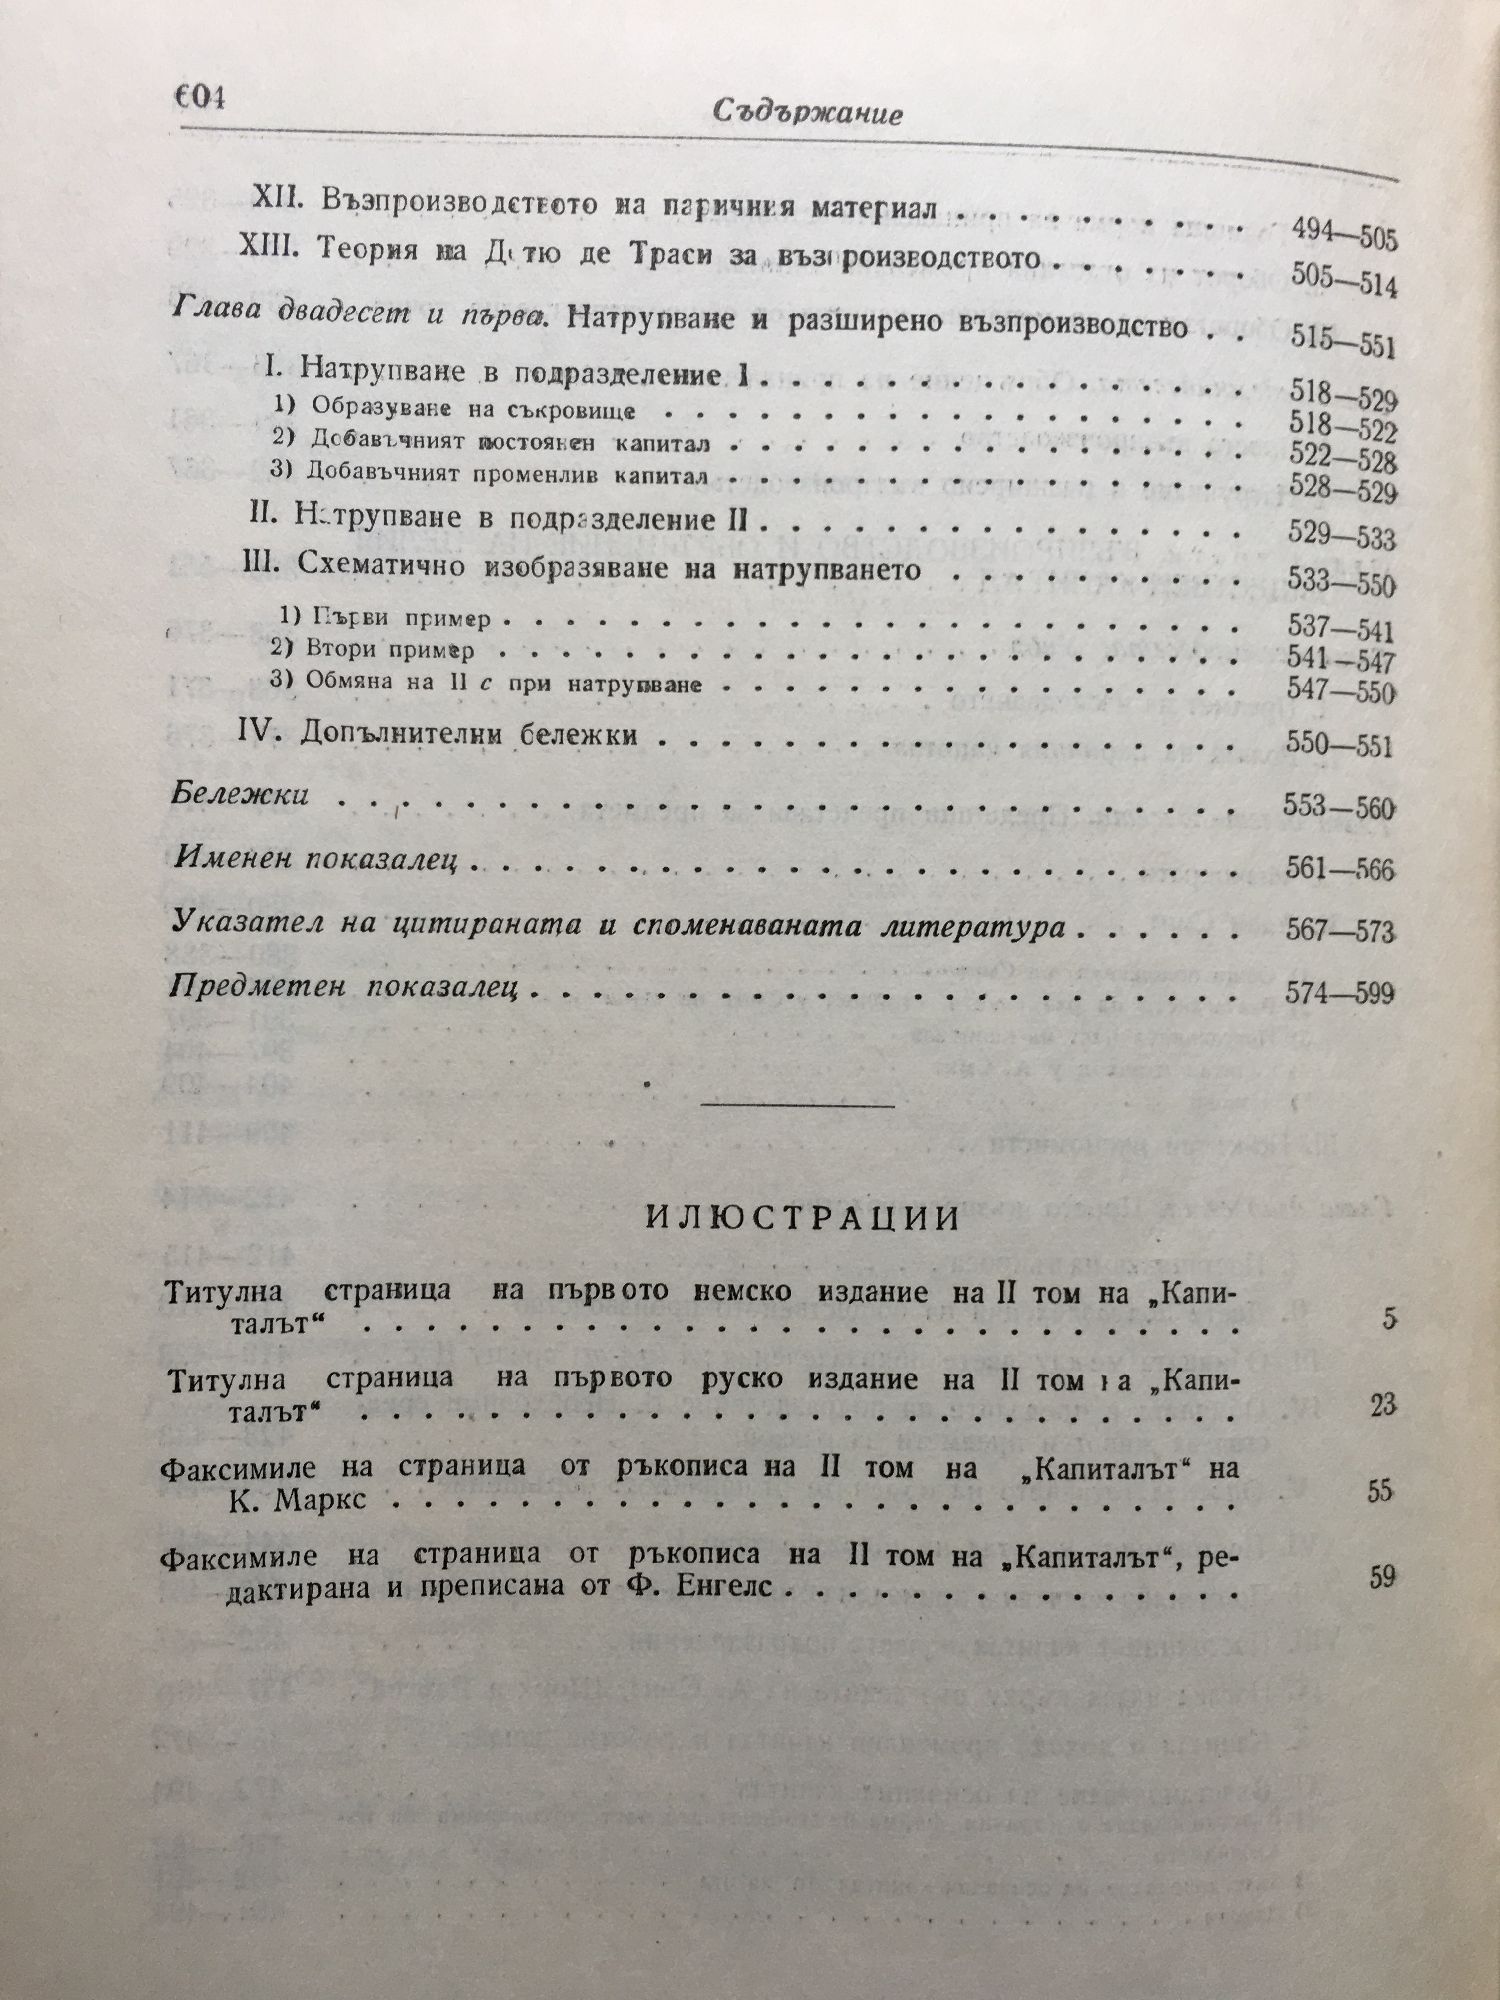 604
Съдържание
XII. Възпроизводството на паричния материал . . . . . . . . . . 494—505
XIII. Теория на Детю де Траси за възпроизводството . . . . . . . 505—514
Глава двадесет и първа. Натрупване и разширено възпроизводство . . 515—551
I. Натрупване в подразделение I . . . . . . . . . . . . . . . . 518—529
1) Образуване на съкровище . . . . . . . . . . . . . . . . . . . 518—522
2) Добавъчният постоянен капитал . . . . . . . . . . . . . . . . . 522—528
3) Добавъчният променлив капитал . . . . . . . . . . . . . . . . . 528—529
II. Натрупване в подразделение II . . . . . . . . . . . . . . . . 529—533
III. Схематично изобразяване на натрупването . . . . . . . . . . 533—550
1) Първи пример . . . . . . . . . . . . . . . . . . . . . . . . 537—541
2) Втори пример . . . . . . . . . . . . . . . . . . . . . . . . 541—547
3) Обмяна на II c при натрупване . . . . . . . . . . . . . . . . . 547—550
IV. Допълнителни бележки . . . . . . . . . . . . . . . . . . . 550—551
Бележки . . . . . . . . . . . . . . . . . . . . . . . . . . . . . 553—560
Именен показалец . . . . . . . . . . . . . . . . . . . . . . . . . 561—566
Указател на цитираната и споменаваната литература . . . . . . 567—573
Предметен показалец . . . . . . . . . . . . . . . . . . . . . . . 574—599
ИЛЮСТРАЦИИ
Титулна страница на първото немско издание на II том на „Капи-
талът“ . . . . . . . . . . . . . . . . . . . . . . . . . . . . 5
Титулна страница на първото руско издание на II том на „Капи-
талът“ . . . . . . . . . . . . . . . . . . . . . . . . . . . . 23
Факсимиле на страница от ръкописа на II том на „Капиталът“ на
К. Маркс . . . . . . . . . . . . . . . . . . . . . . . . . . . 55
Факсимиле на страница от ръкописа на II том на „Капиталът“, ре-
дактирана и преписана от Ф. Енгелс . . . . . . . . . . . . . . . 59